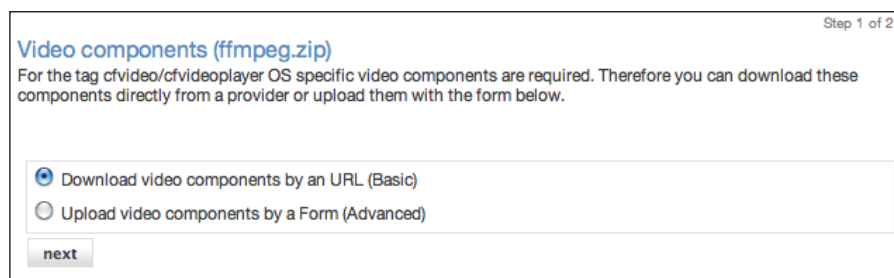 Step 1 of 2
Video components (ffmpeg.zip)
For the tag cfvideo/cfvideoplayer OS specific video components are required. Therefore you can download these
components directly from a provider or upload them with the form below.
Download video components by an URL (Basic)
Upload video components by a Form (Advanced)
next